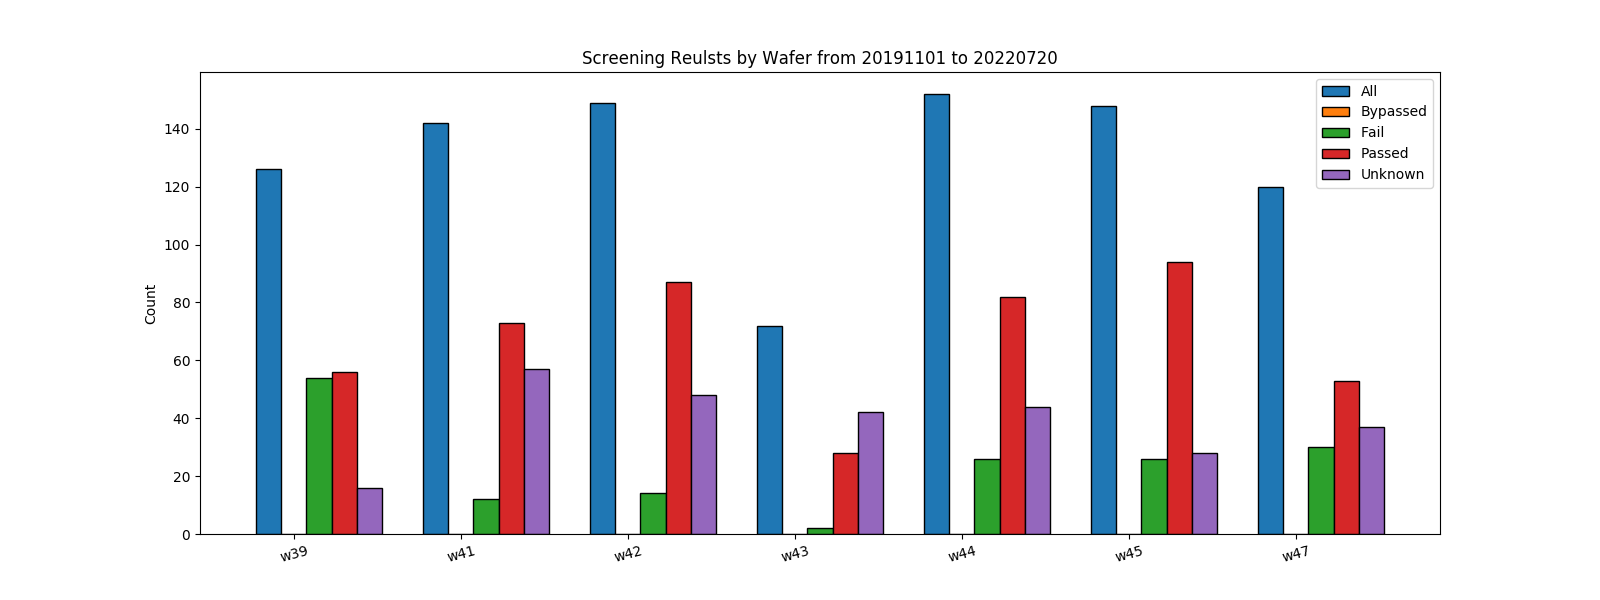 Screening Reulsts by Wafer from 20191101 to 20220720
All
Bypassed
Fail
Passed
Unknown
Count
140
120
100
80
60
40
20
0
w39
w41
w42
w43
w44
w45
w47